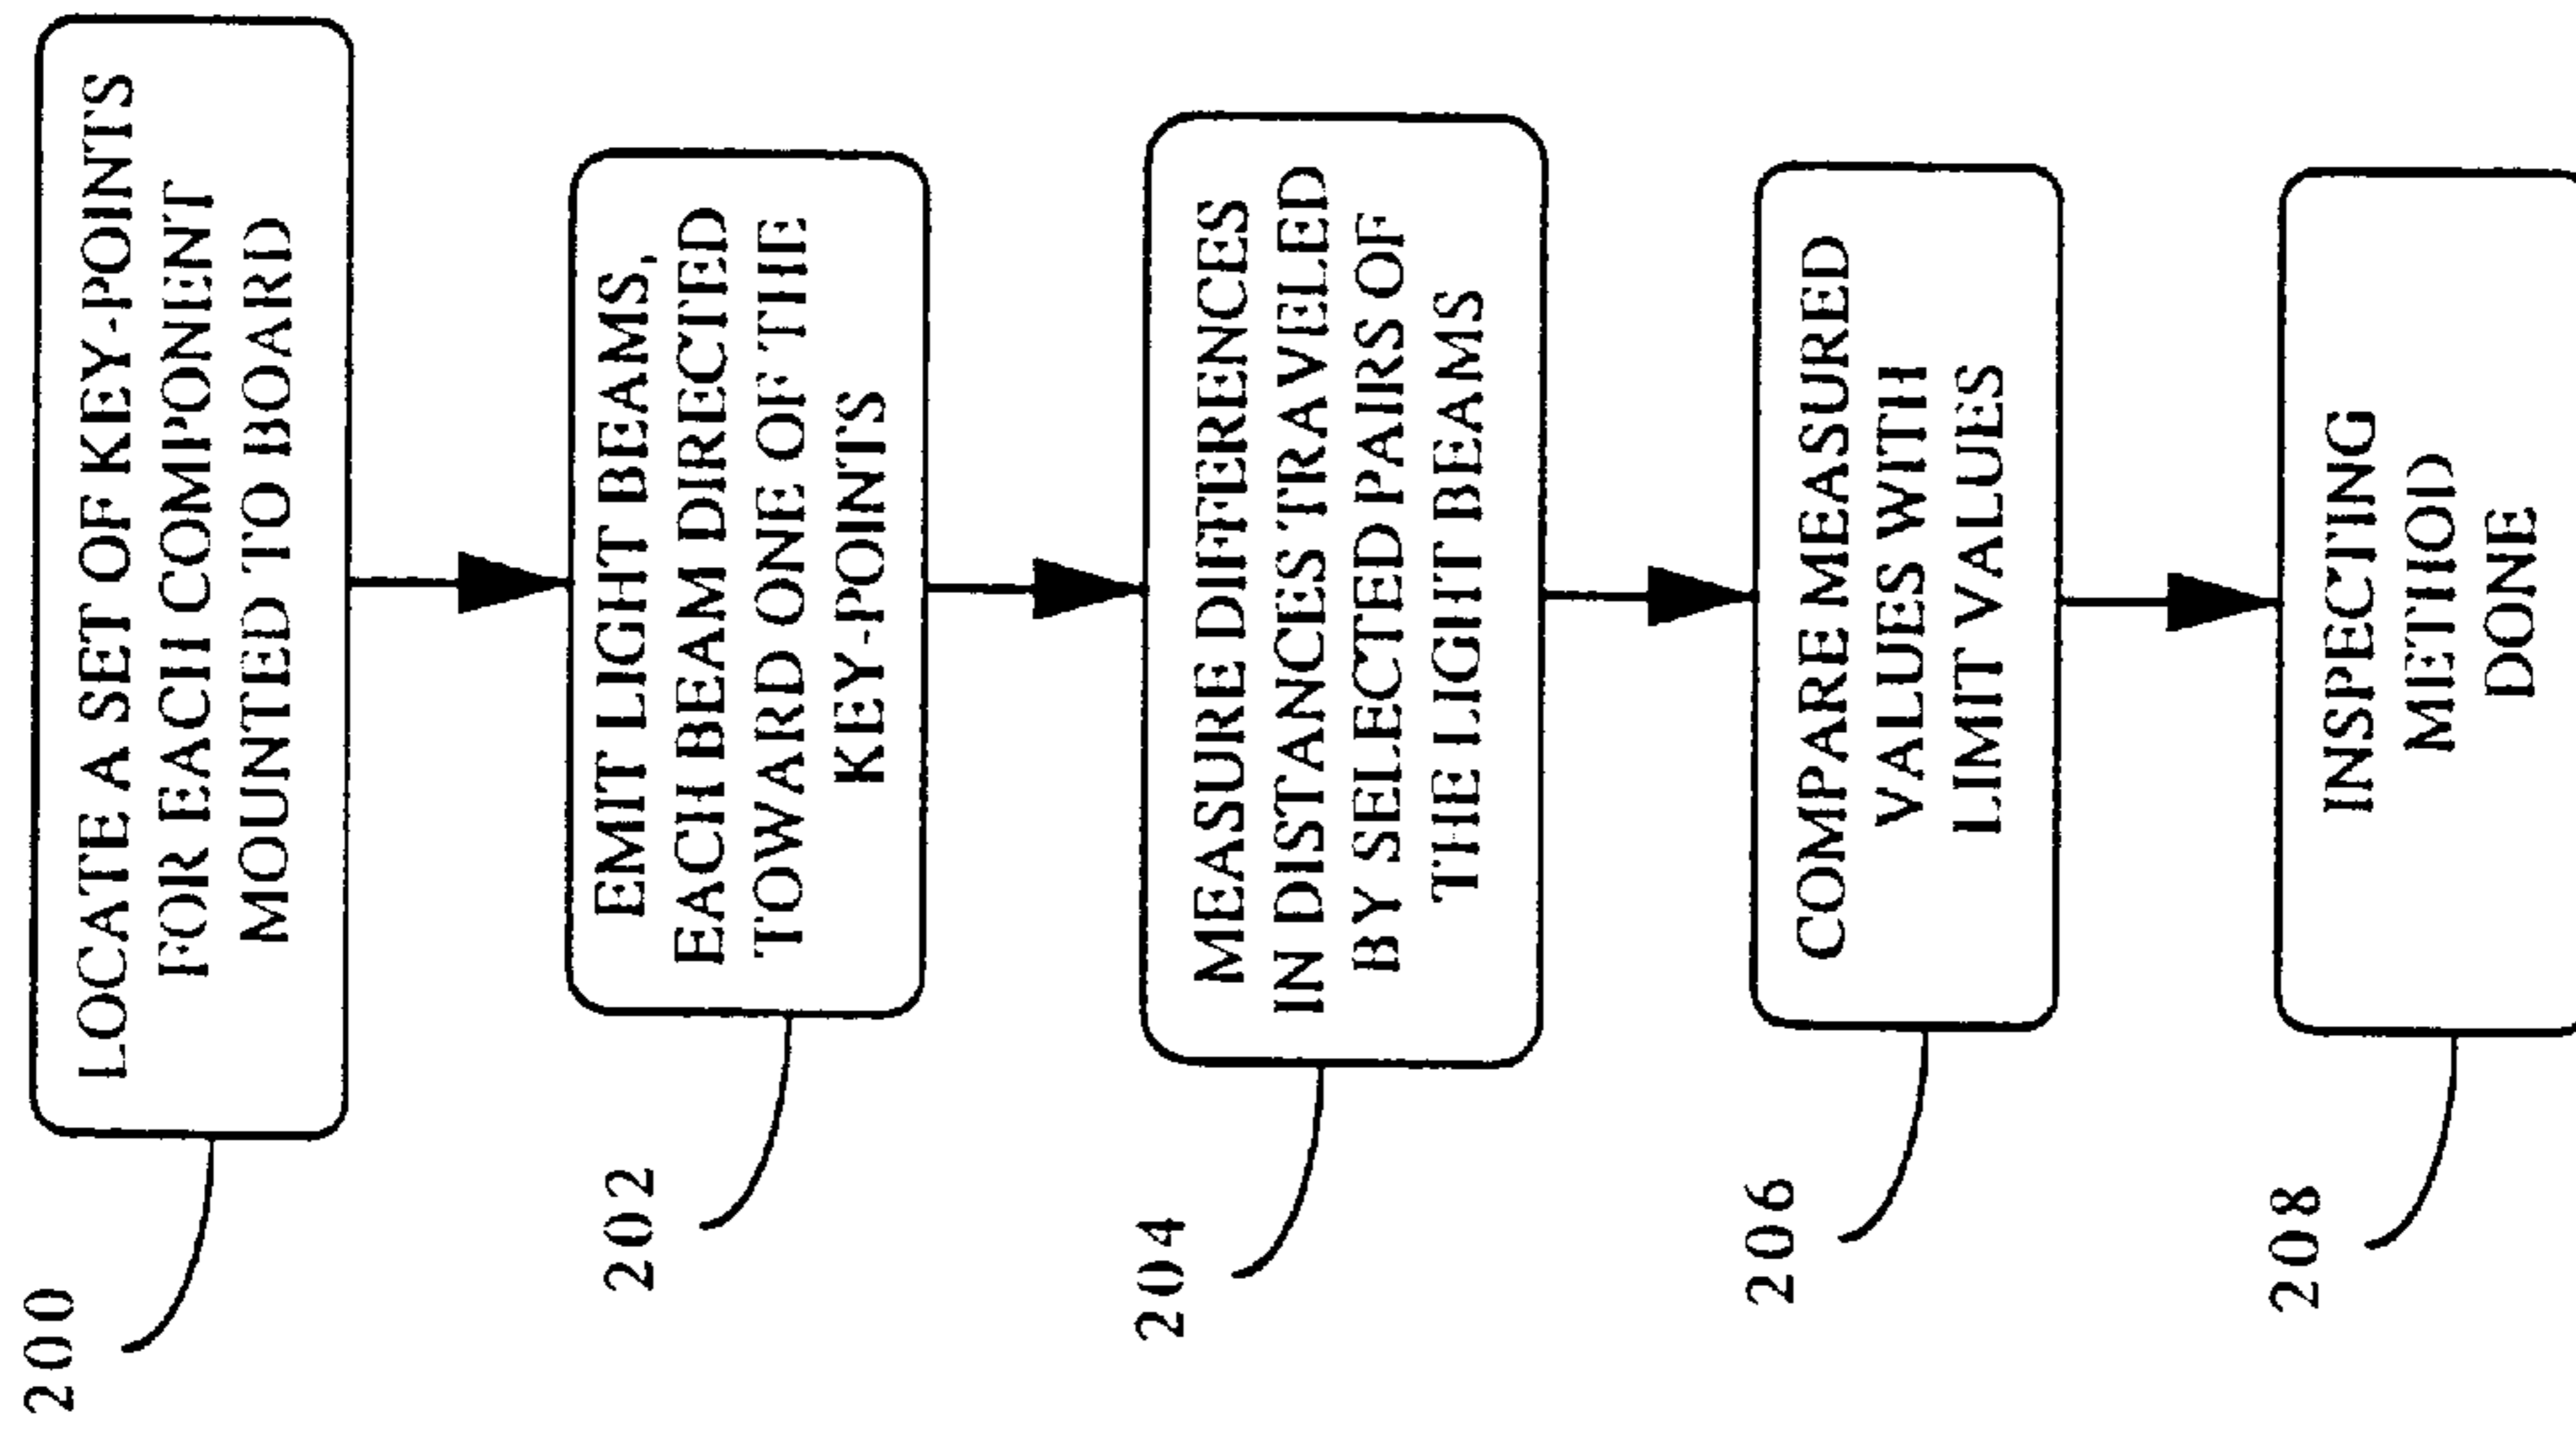 200
LOCATE A SET OF KEY-POINTS
FOR EACH COMPONENT
MOUNTED TO BOARD
202
EMIT LIGHT BEAMS,
EACH BEAM DIRECTED
TOWARD ONE OF THE
KEY-POINTS
204
MEASURE DIFFERENCES
IN DISTANCES TRAVELED
BY SELECTED PAIRS OF
THE LIGHT BEAMS
206
COMPARE MEASURED
VALUES WITH
LIMIT VALUES
208
INSPECTING
METHOD
DONE